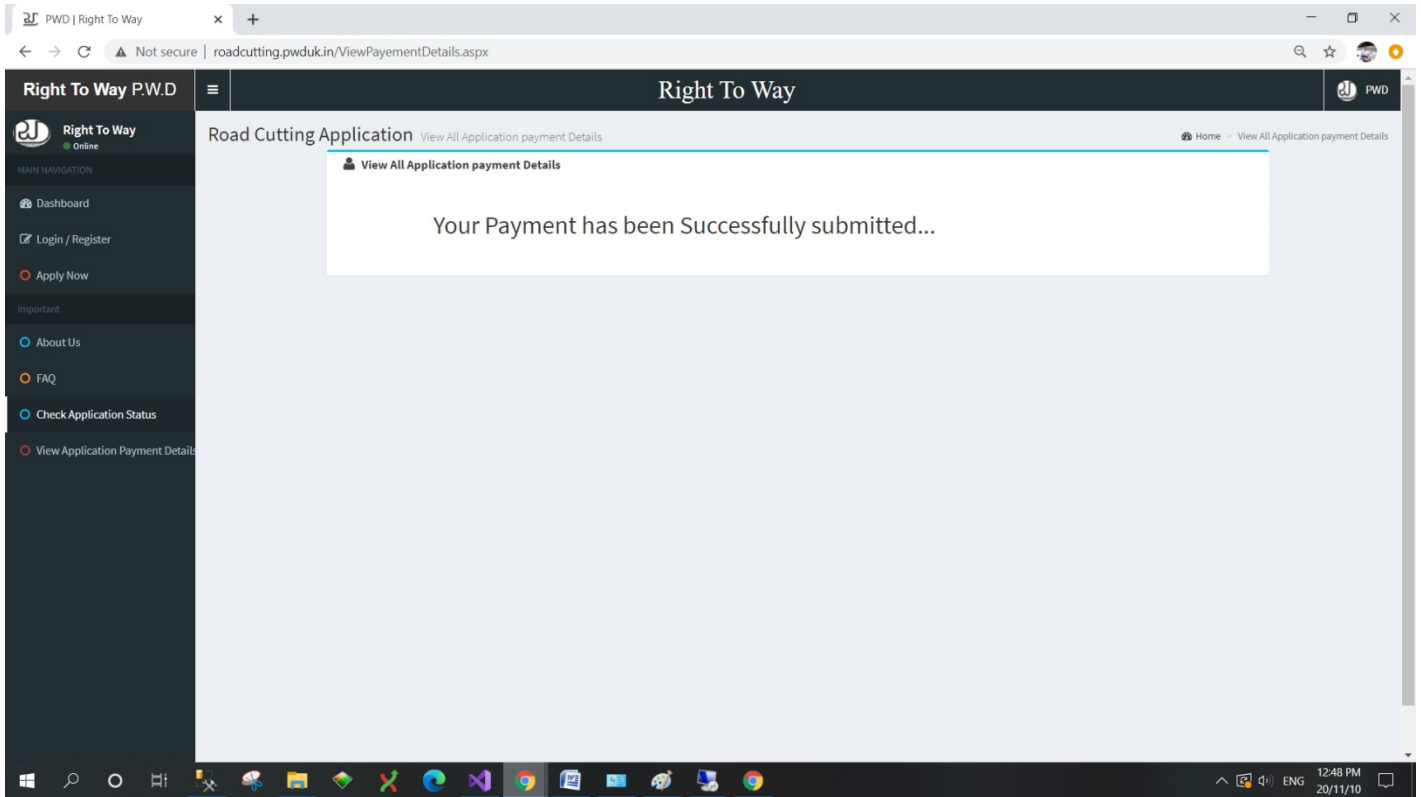 PWD | Right To Way
Not secure | roadcutting.pwduk.in/ViewPayementDetails.aspx
Right To Way P.W.D
Right To Way
PWD
Right To Way
Online
Road Cutting Application View All Application payment Details
Home > View All Application payment Details
MAIN NAVIGATION
View All Application payment Details
Dashboard
Your Payment has been Successfully submitted...
Login / Register
Apply Now
Important
About Us
FAQ
Check Application Status
View Application Payment Details
ENG
12:48 PM
20/11/10